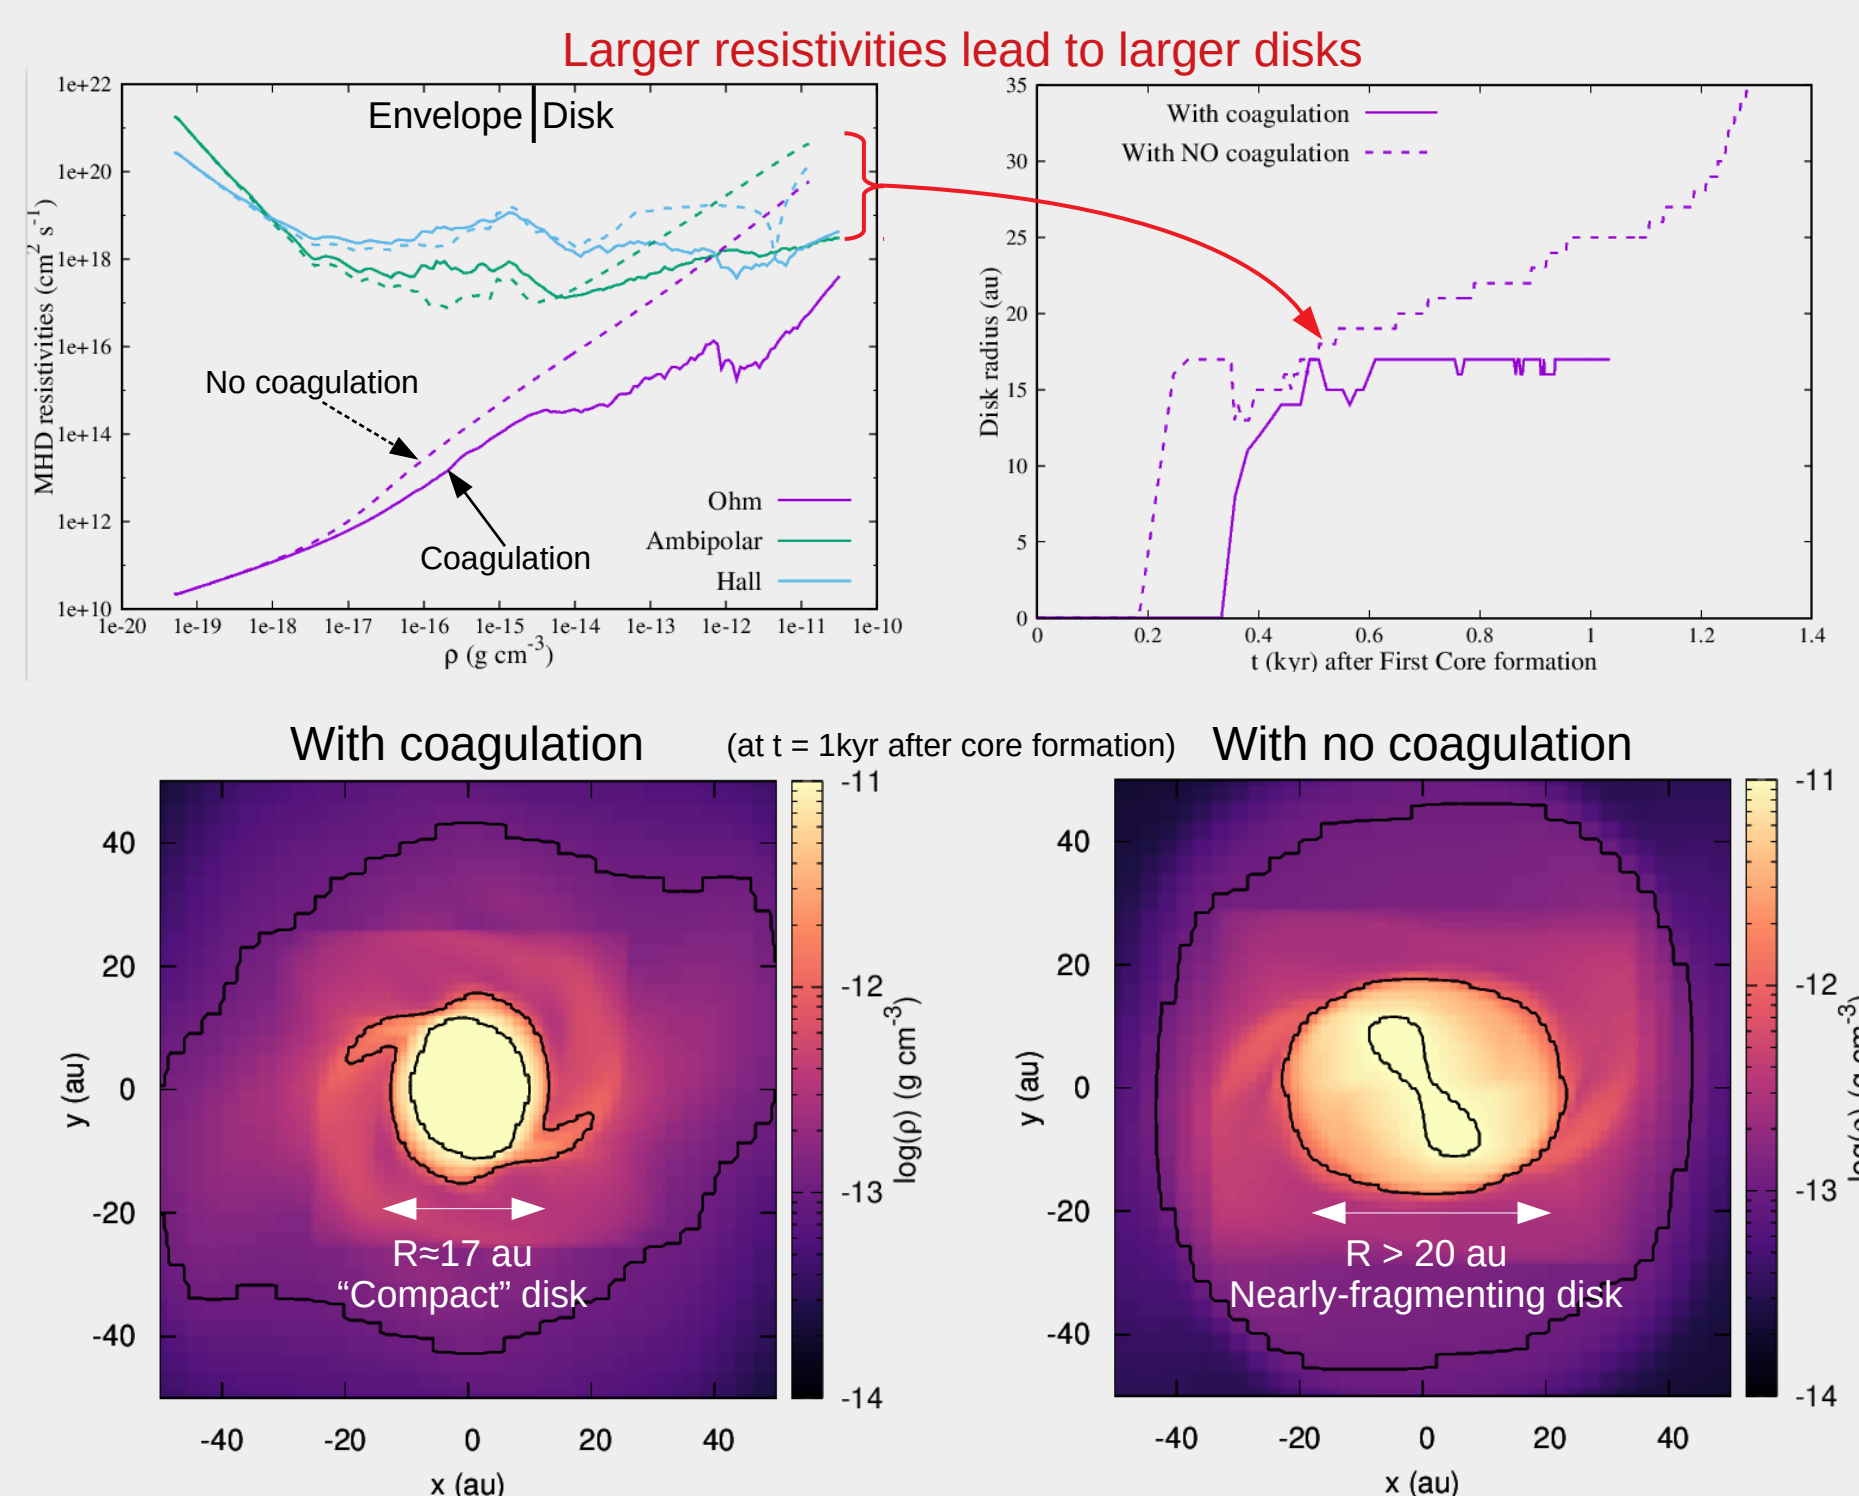 Larger resistivities lead to larger disks
1e+22
1e+20
1e+18
1e+16
1e+14
1e+12
1e+10
MHD resistivities (cm² s⁻¹)
Envelope | Disk
No coagulation
Coagulation
Ohm
Ambipolar
Hall
1e-20 1e-19 1e-18 1e-17 1e-16 1e-15 1e-14 1e-13 1e-12 1e-11 1e-10
ρ (g cm⁻³)
35
30
25
20
15
10
5
0
Disk radius (au)
With coagulation
With NO coagulation
0 0.2 0.4 0.6 0.8 1 1.2 1.4
t (kyr) after First Core formation
With coagulation
(at t = 1kyr after core formation)
With no coagulation
40
20
0
-20
-40
y (au)
R≈17 au
“Compact” disk
-40 -20 0 20 40
x (au)
-11
-12
-13
-14
log(ρ) (g cm⁻³)
40
20
0
-20
-40
y (au)
R > 20 au
Nearly-fragmenting disk
-40 -20 0 20 40
x (au)
-11
-12
-13
-14